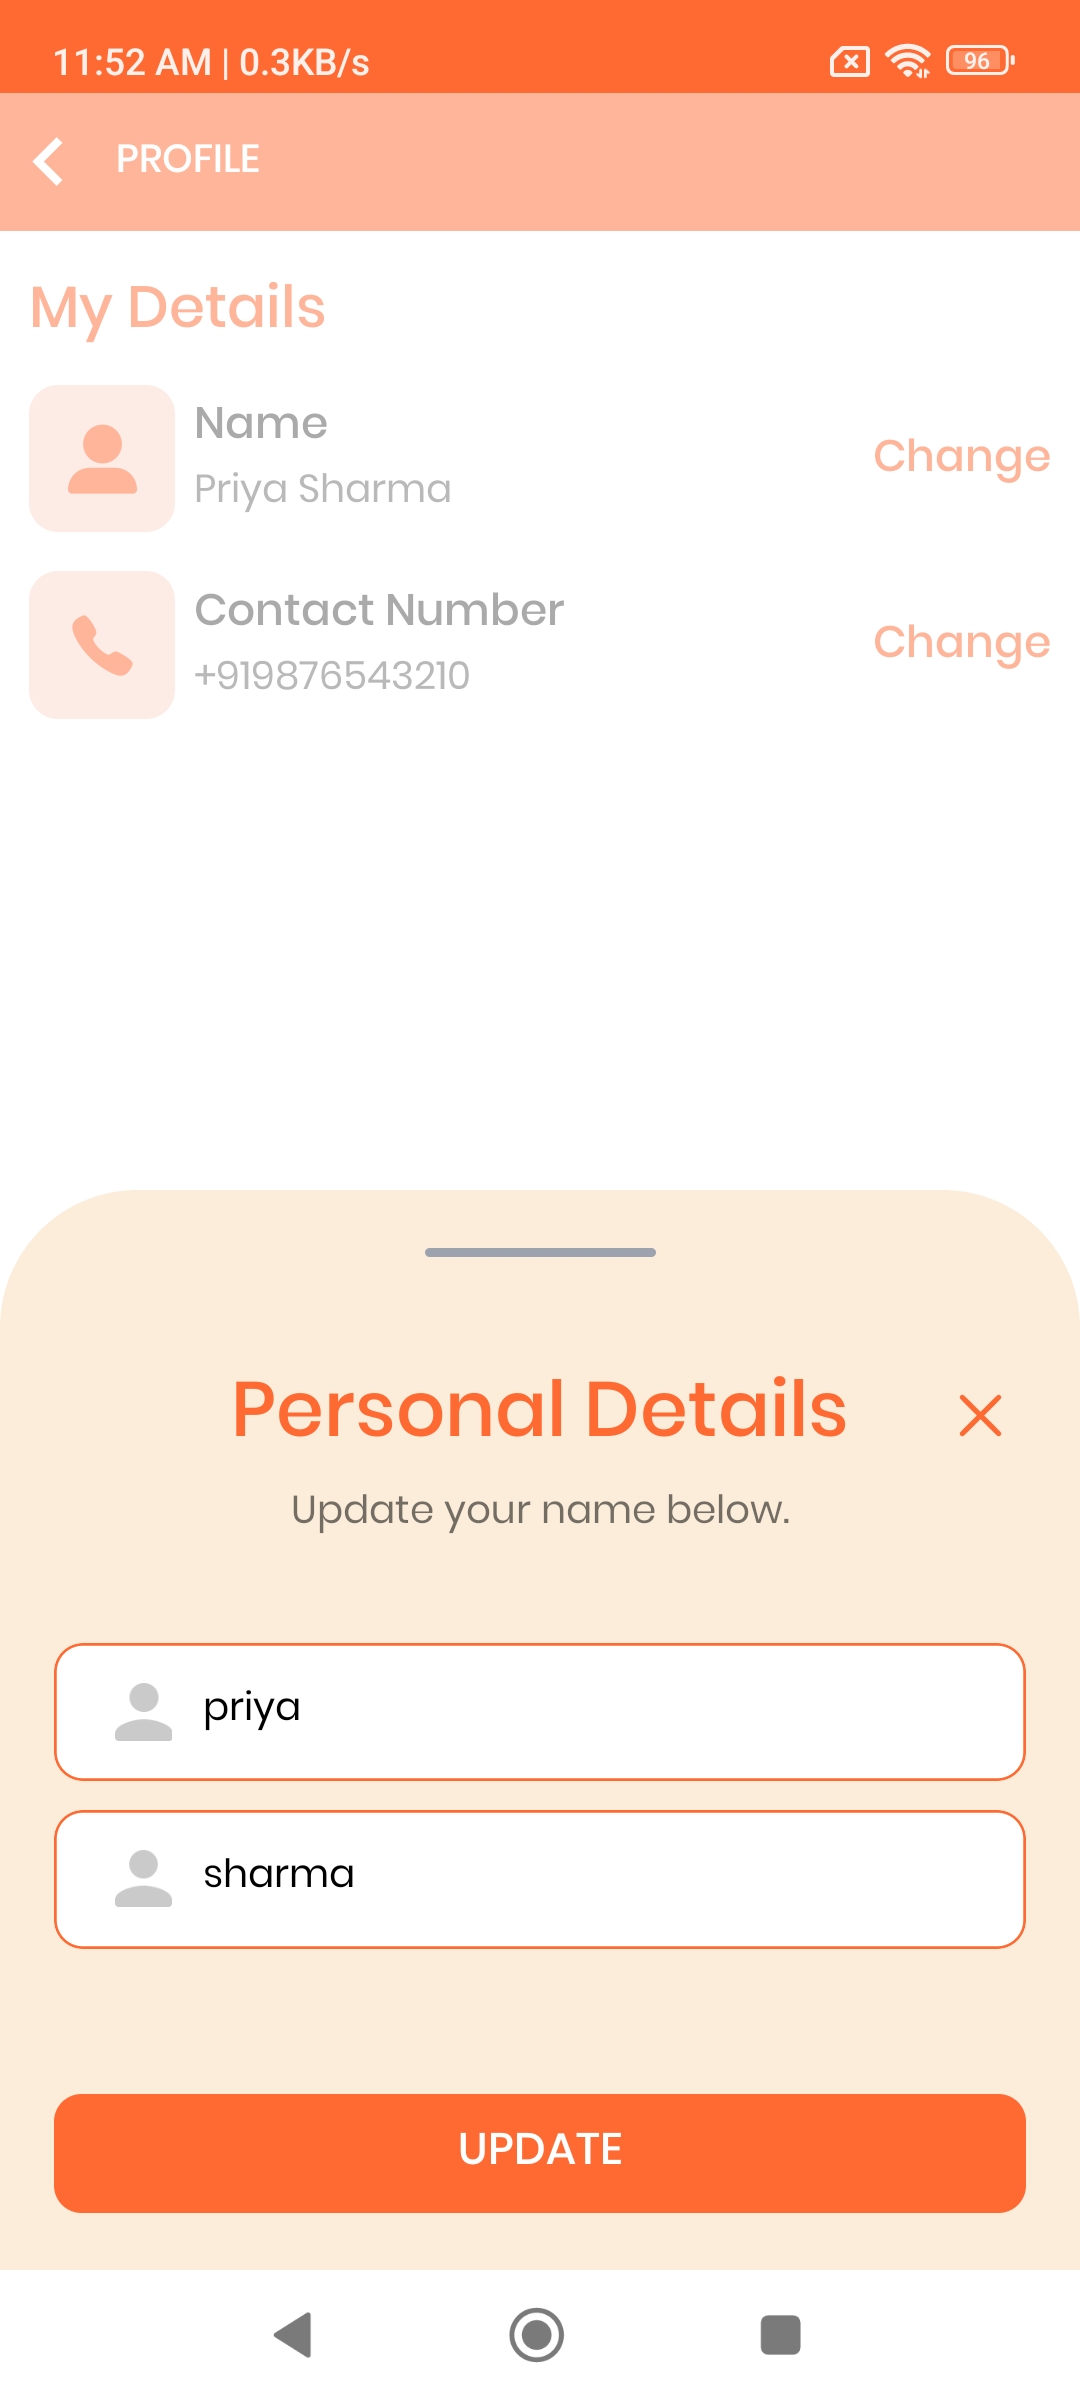 11:52 AM | 0.3KB/s
96
PROFILE
My Details
Name
Priya Sharma
Change
Contact Number
+919876543210
Change
Personal Details
Update your name below.
priya
sharma
UPDATE